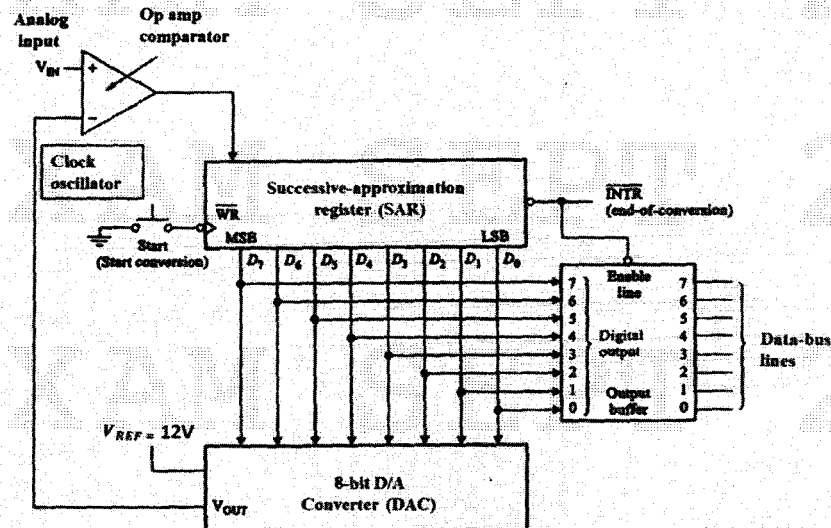 Analog
input
V_IN
Op amp
comparator
+
−
Clock
oscillator
W̅R̅
Start
(Start conversion)
Successive-approximation
register (SAR)
MSB
LSB
I̅N̅T̅R̅
(end-of-conversion)
D₇ D₆ D₅ D₄ D₃ D₂ D₁ D₀
Enable
line
7 7
6 6
5 5
4 Digital 4
3 output 3
2 2
1 Output 1
0 buffer 0
Data-bus
lines
V_REF = 12V
8-bit D/A
Converter (DAC)
V_OUT